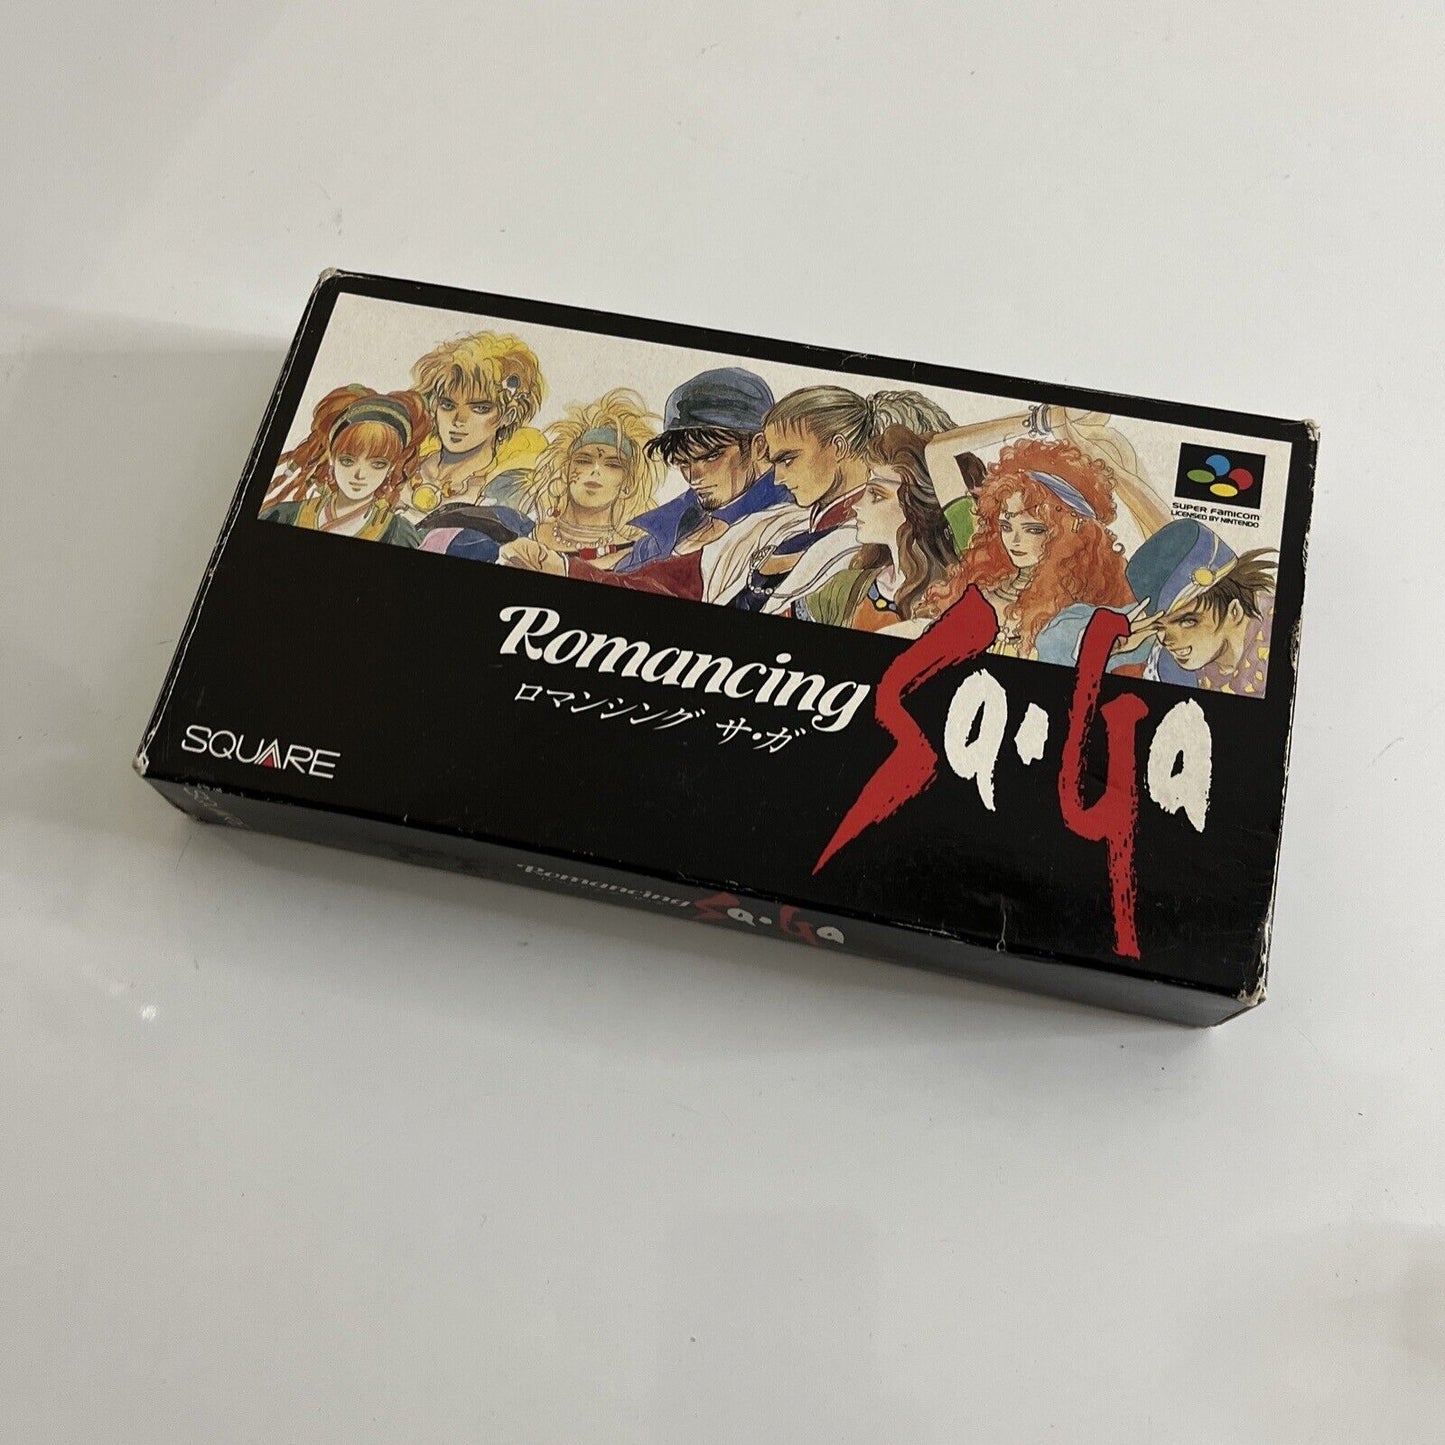 SUPER FAMICOM
LICENSED BY NINTENDO
Romancing Sa·Ga
ロマンシング サ・ガ
SQUARE
Romancing Sa·Ga